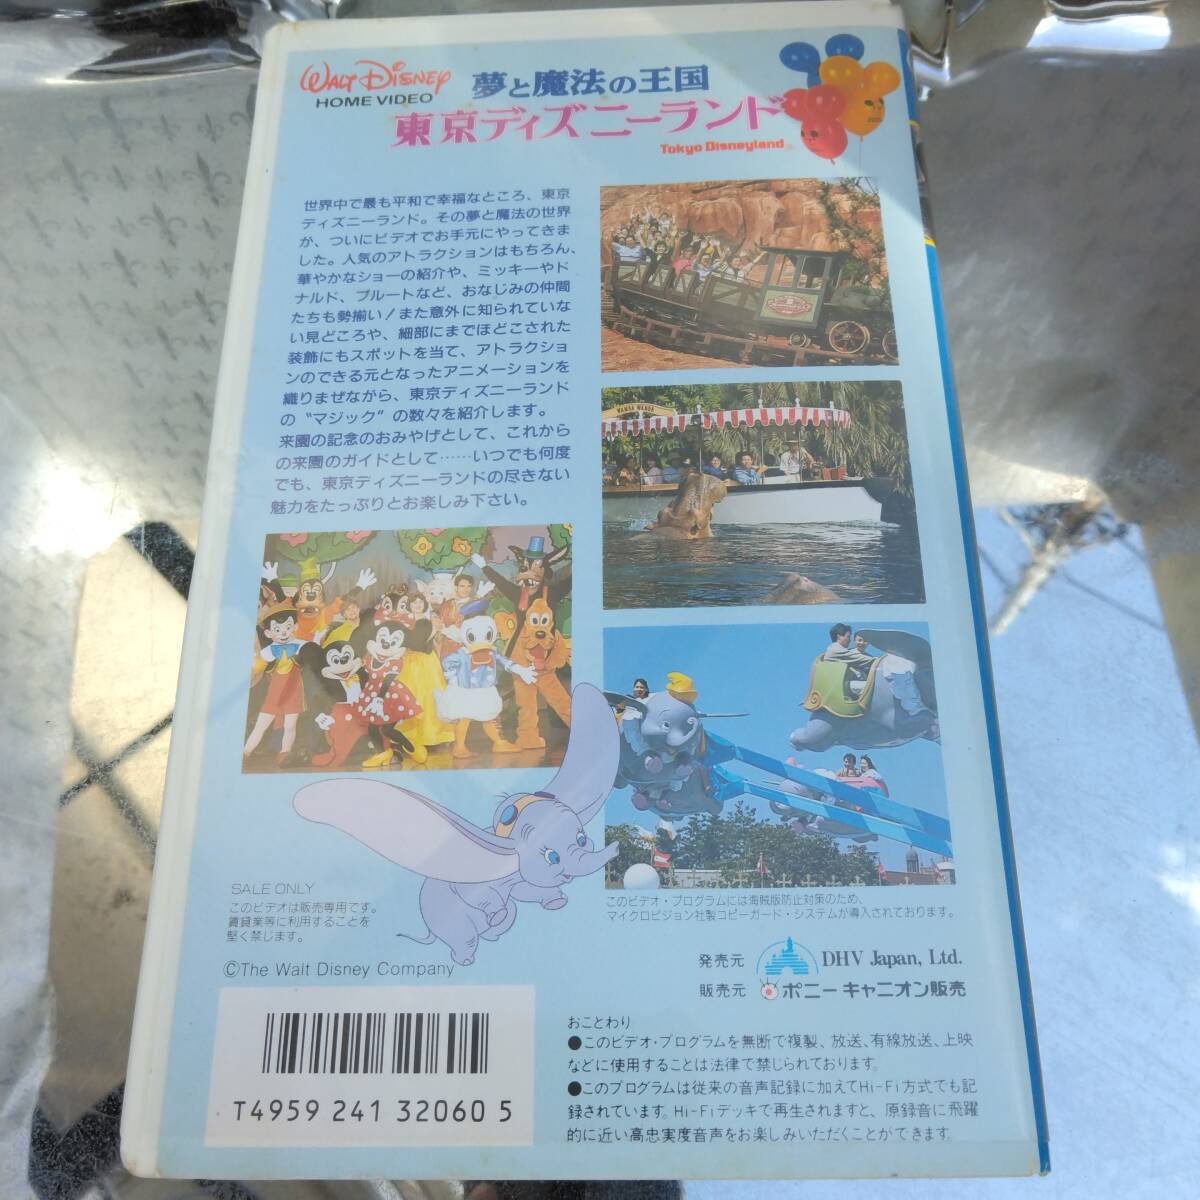 WALT DISNEY
HOME VIDEO
夢と魔法の王国
東京ディズニーランド
Tokyo Disneyland
世界中で最も平和で幸福なところ、東京
ディズニーランド。その夢と魔法の世界
が、ついにビデオでお手元にやってきま
した。人気のアトラクションはもちろん、
華やかなショーの紹介や、ミッキーやド
ナルド、プルートなど、おなじみの仲間
たちも勢揃い！また意外に知られていな
い見どころや、細部にまでほどこされた
装飾にもスポットを当て、アトラクショ
ンのできる元となったアニメーションを
織りまぜながら、東京ディズニーランド
の“マジック”の数々を紹介します。
来園の記念のおみやげとして、これから
の来園のガイドとして……いつでも何度
でも、東京ディズニーランドの尽きない
魅力をたっぷりとお楽しみ下さい。
WAMBA WANDA
SALE ONLY
このビデオは販売専用です。
賃貸業等に利用することを
堅く禁じます。
©The Walt Disney Company
このビデオ・プログラムには海賊版防止対策のため、
マイクロビジョン社製コピーガード・システムが導入されております。
発売元 DHV Japan, Ltd.
販売元 ポニーキャニオン販売
おことわり
●このビデオ・プログラムを無断で複製、放送、有線放送、上映
などに使用することは法律で禁じられております。
●このプログラムは従来の音声記録に加えてHi-Fi方式でも記
録されています。Hi-Fiデッキで再生されますと、原録音に飛躍
的に近い高忠実度音声をお楽しみいただくことができます。
T4959 241 32060 5